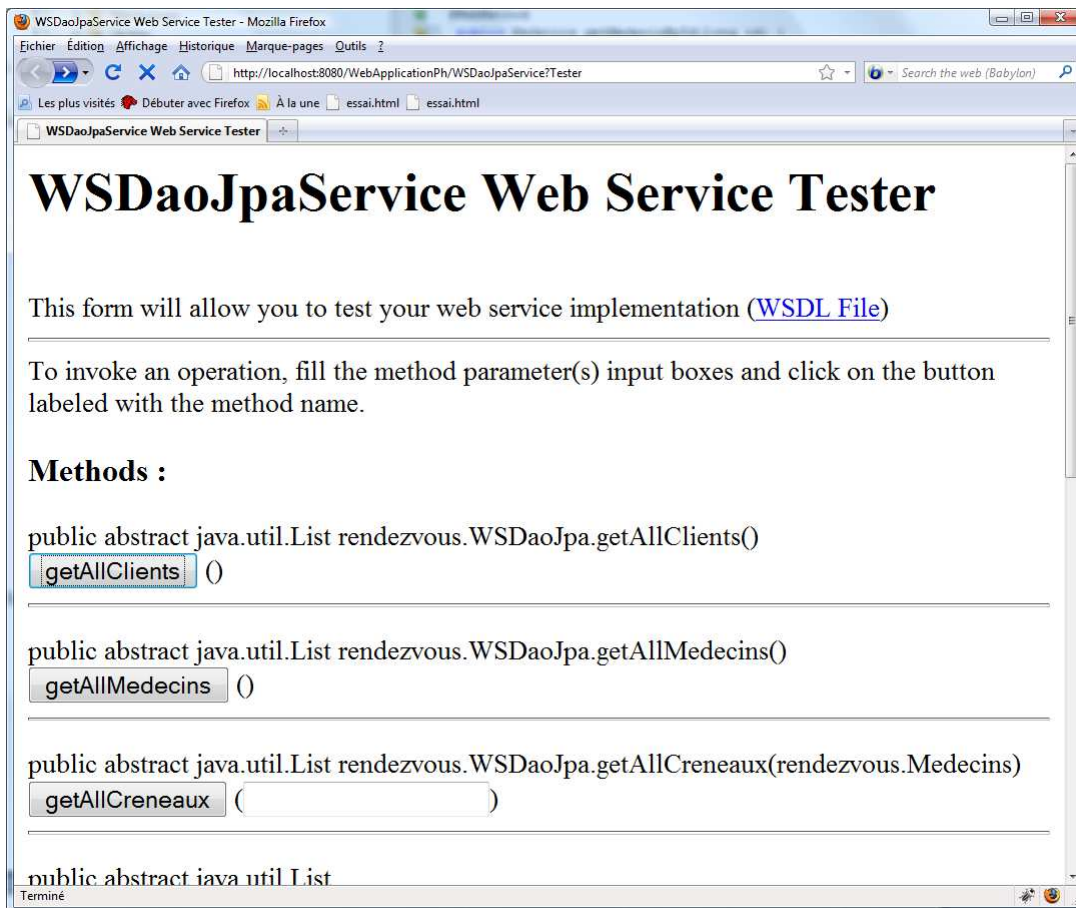 WSDaoJpaService Web Service Tester - Mozilla Firefox
Fichier Édition Affichage Historique Marque-pages Outils ?
http://localhost:8080/WebApplicationPh/WSDaoJpaService?Tester
Search the web (Babylon)
Les plus visités Débuter avec Firefox À la une essai.html essai.html
WSDaoJpaService Web Service Tester
WSDaoJpaService Web Service Tester
This form will allow you to test your web service implementation (WSDL File)
To invoke an operation, fill the method parameter(s) input boxes and click on the button
labeled with the method name.
Methods :
public abstract java.util.List rendezvous.WSDaoJpa.getAllClients()
getAllClients ()
public abstract java.util.List rendezvous.WSDaoJpa.getAllMedecins()
getAllMedecins ()
public abstract java.util.List rendezvous.WSDaoJpa.getAllCreneaux(rendezvous.Medecins)
getAllCreneaux ( )
public abstract java.util.List
Terminé